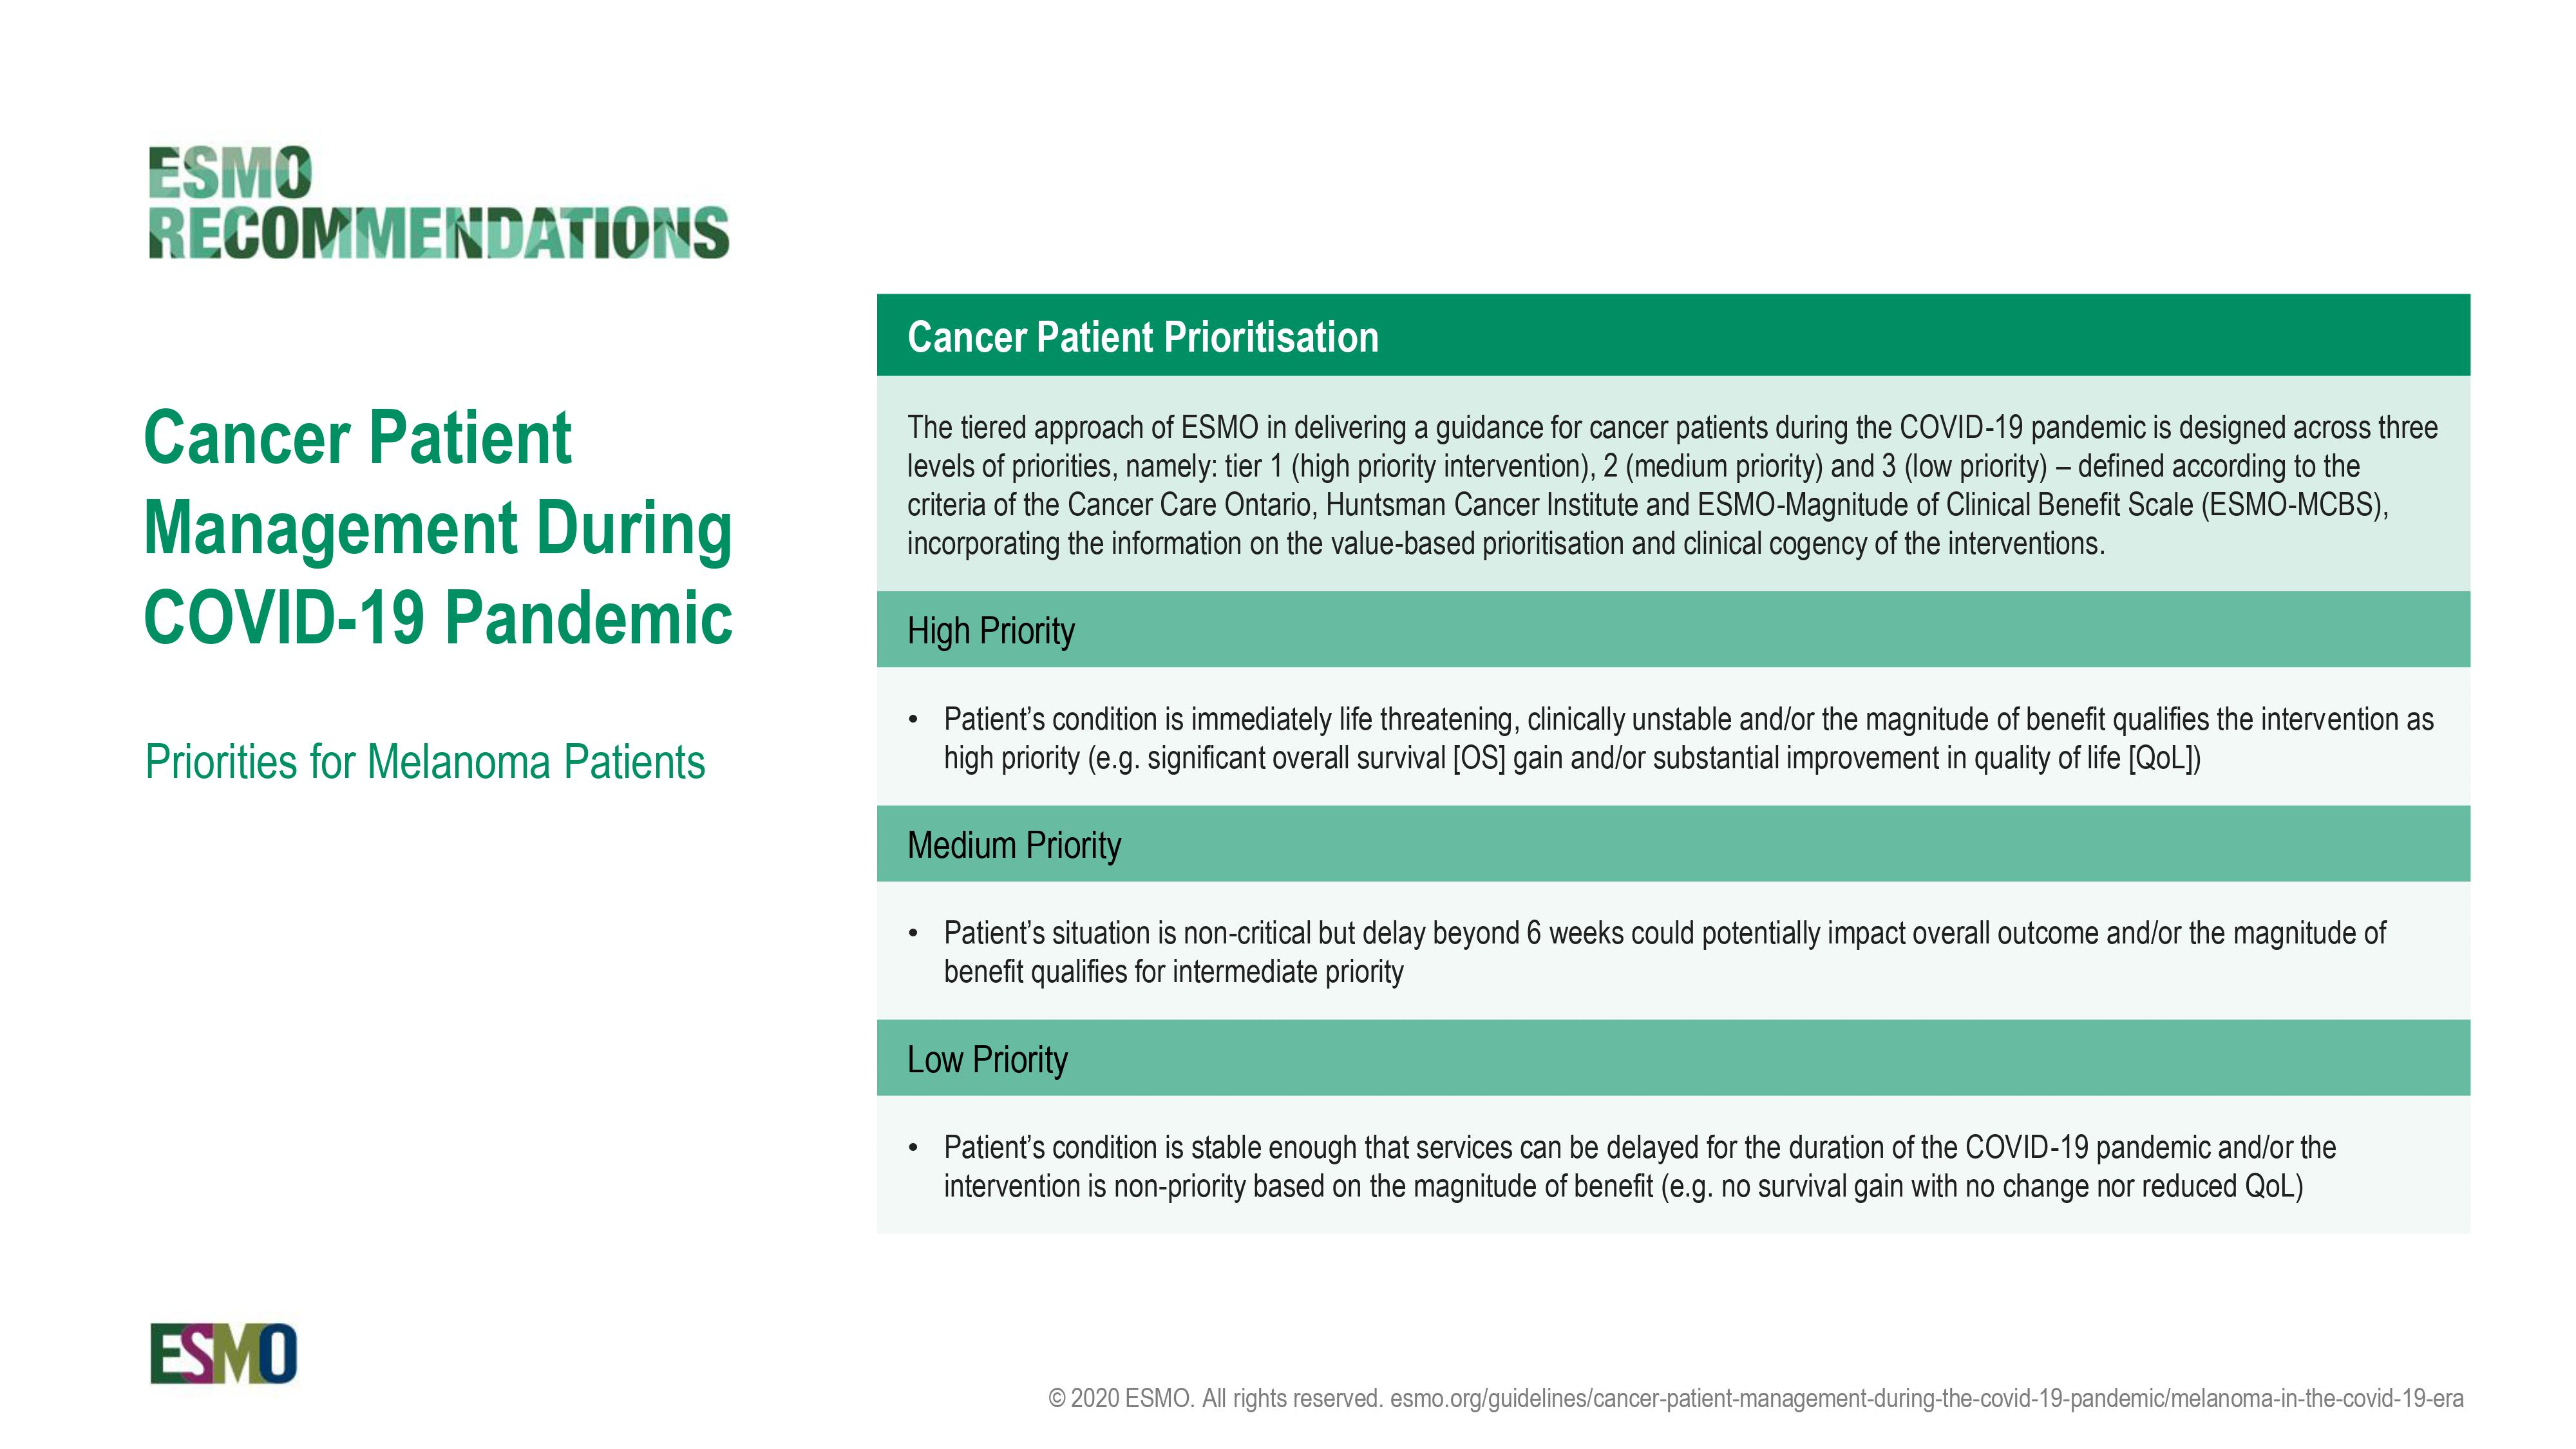 ESMO
RECOMMENDATIONS
Cancer Patient
Management During
COVID-19 Pandemic
Priorities for Melanoma Patients
Cancer Patient Prioritisation
The tiered approach of ESMO in delivering a guidance for cancer patients during the COVID-19 pandemic is designed across three
levels of priorities, namely: tier 1 (high priority intervention), 2 (medium priority) and 3 (low priority) – defined according to the
criteria of the Cancer Care Ontario, Huntsman Cancer Institute and ESMO-Magnitude of Clinical Benefit Scale (ESMO-MCBS),
incorporating the information on the value-based prioritisation and clinical cogency of the interventions.
High Priority
• Patient’s condition is immediately life threatening, clinically unstable and/or the magnitude of benefit qualifies the intervention as
high priority (e.g. significant overall survival [OS] gain and/or substantial improvement in quality of life [QoL])
Medium Priority
• Patient’s situation is non-critical but delay beyond 6 weeks could potentially impact overall outcome and/or the magnitude of
benefit qualifies for intermediate priority
Low Priority
• Patient’s condition is stable enough that services can be delayed for the duration of the COVID-19 pandemic and/or the
intervention is non-priority based on the magnitude of benefit (e.g. no survival gain with no change nor reduced QoL)
ESMO
© 2020 ESMO. All rights reserved. esmo.org/guidelines/cancer-patient-management-during-the-covid-19-pandemic/melanoma-in-the-covid-19-era